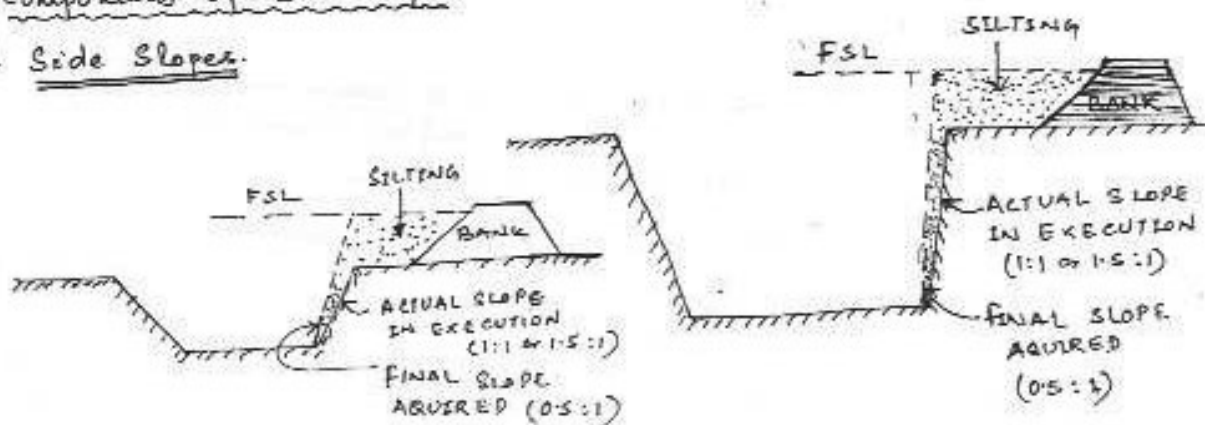 Side Slopes.
FSL
SILTING
BANK
ACTUAL SLOPE
IN EXECUTION
(1:1 or 1.5:1)
FINAL SLOPE
AQUIRED (0.5:1)
FSL
SILTING
BANK
ACTUAL SLOPE
IN EXECUTION
(1:1 or 1.5:1)
FINAL SLOPE
AQUIRED
(0.5:1)